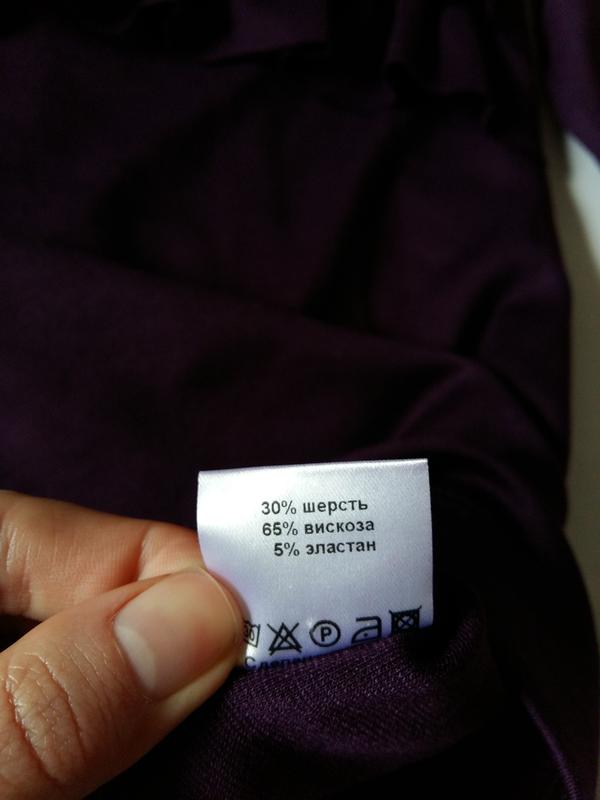 30% шерсть
65% вискоза
5% эластан
P